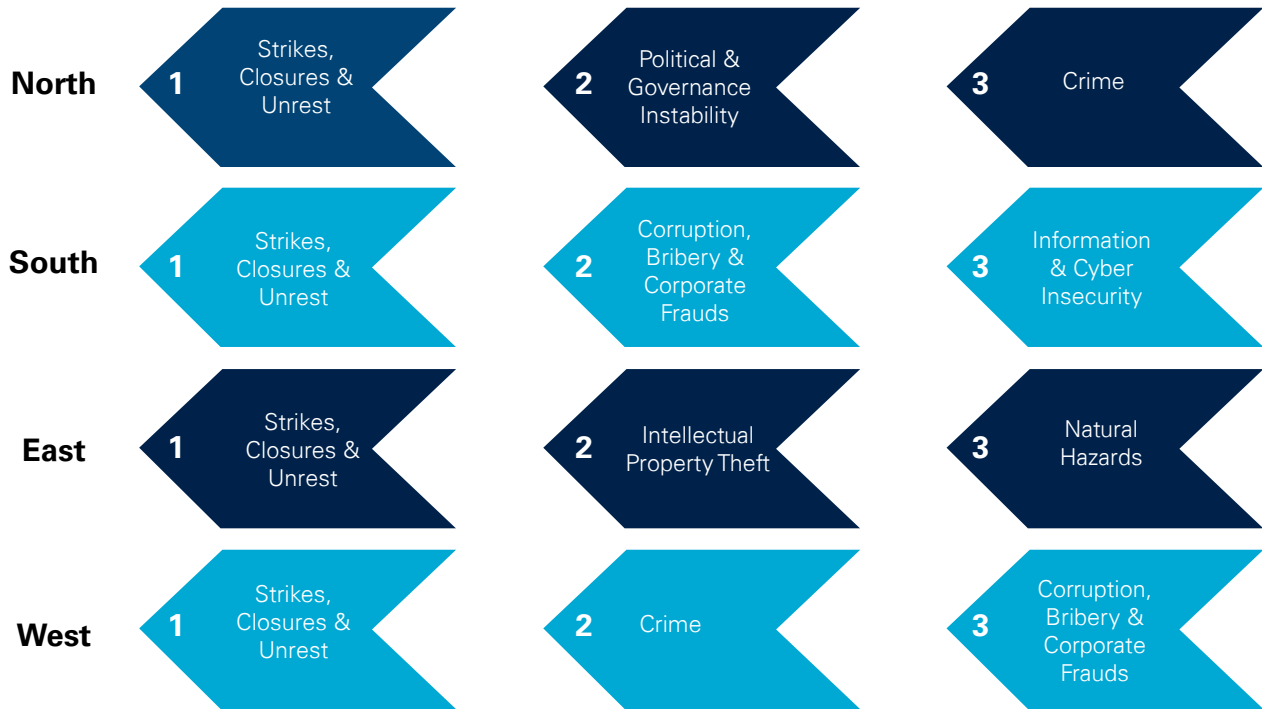 North
1
Strikes,
Closures &
Unrest
2
Political &
Governance
Instability
3
Crime
South
1
Strikes,
Closures &
Unrest
2
Corruption,
Bribery &
Corporate
Frauds
3
Information
& Cyber
Insecurity
East
1
Strikes,
Closures &
Unrest
2
Intellectual
Property Theft
3
Natural
Hazards
West
1
Strikes,
Closures &
Unrest
2
Crime
3
Corruption,
Bribery &
Corporate
Frauds